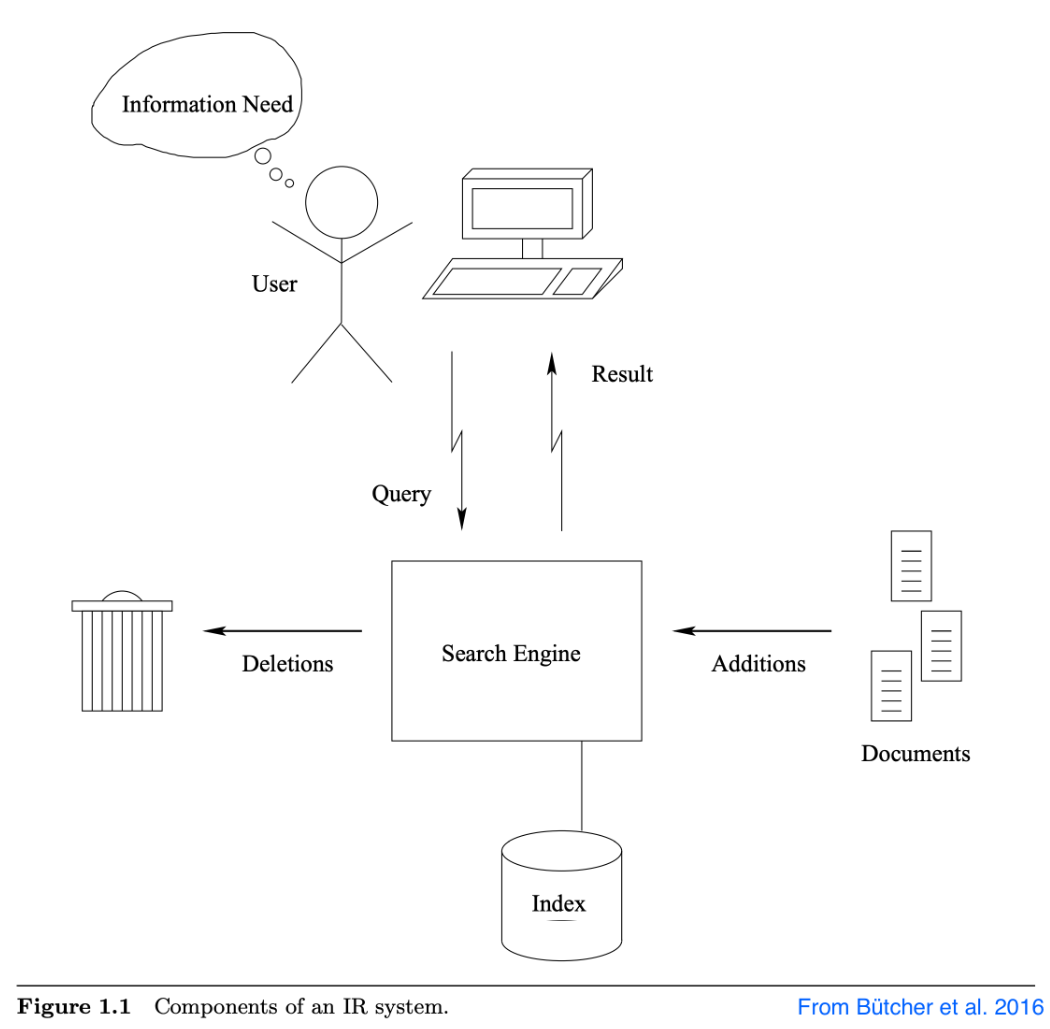 Information Need
User
Result
Query
Search Engine
Deletions
Additions
Documents
Index
Figure 1.1 Components of an IR system.
From Bütcher et al. 2016